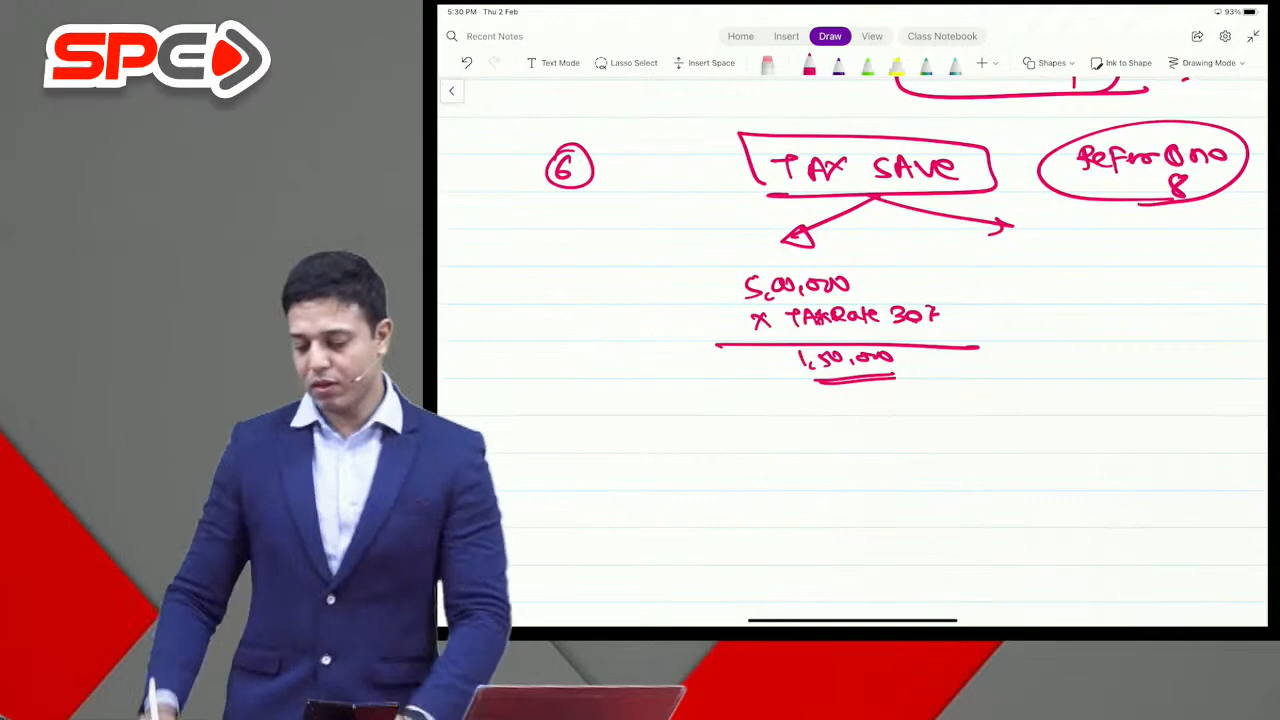 SPC
5:30 PM Thu 2 Feb
93%
Recent Notes
Home Insert Draw View Class Notebook
Text Mode Lasso Select Insert Space Shapes Ink to Shape Drawing Mode
6
TAX SAVE
Refer Q no
8
5,00,000
x TAX Rate 30%
1,50,000